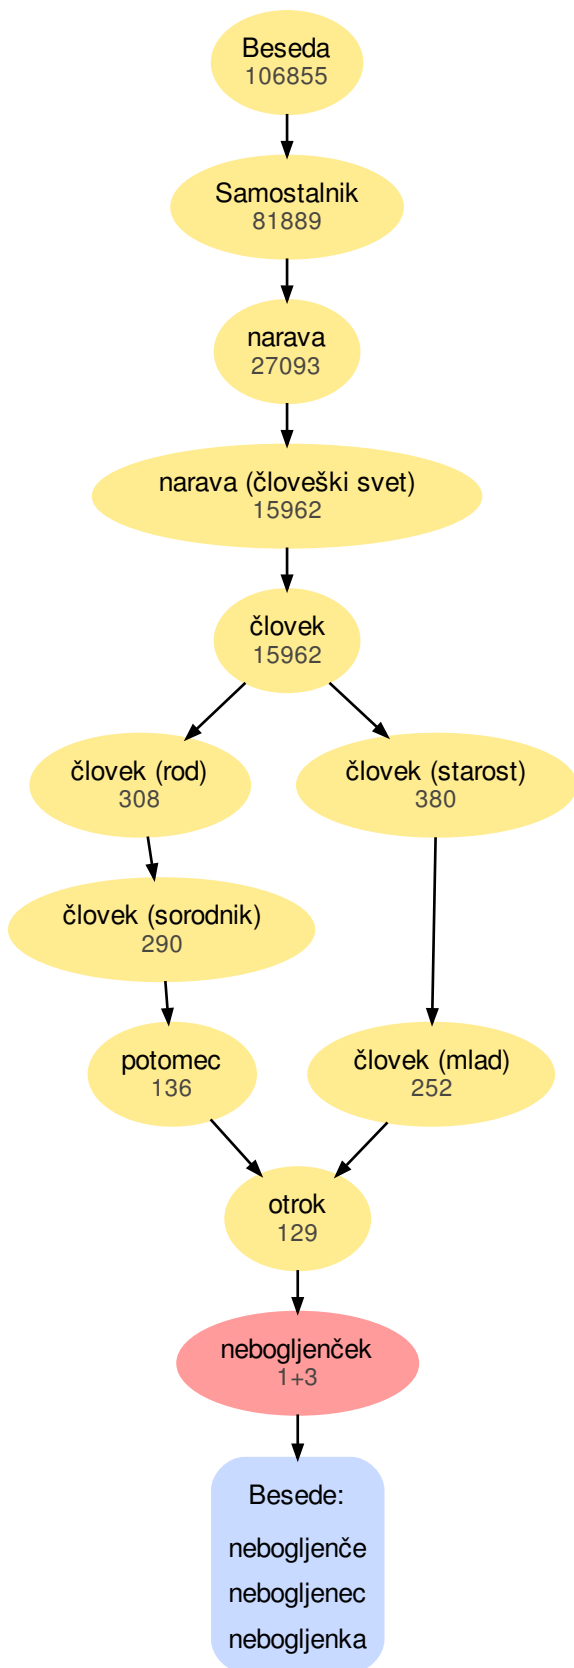 Beseda
106855
Samostalnik
81889
narava
27093
narava (človeški svet)
15962
človek
15962
človek (rod)
308
človek (starost)
380
človek (sorodnik)
290
potomec
136
človek (mlad)
252
otrok
129
nebogljenček
1+3
Besede:
nebogljenče
nebogljenec
nebogljenka